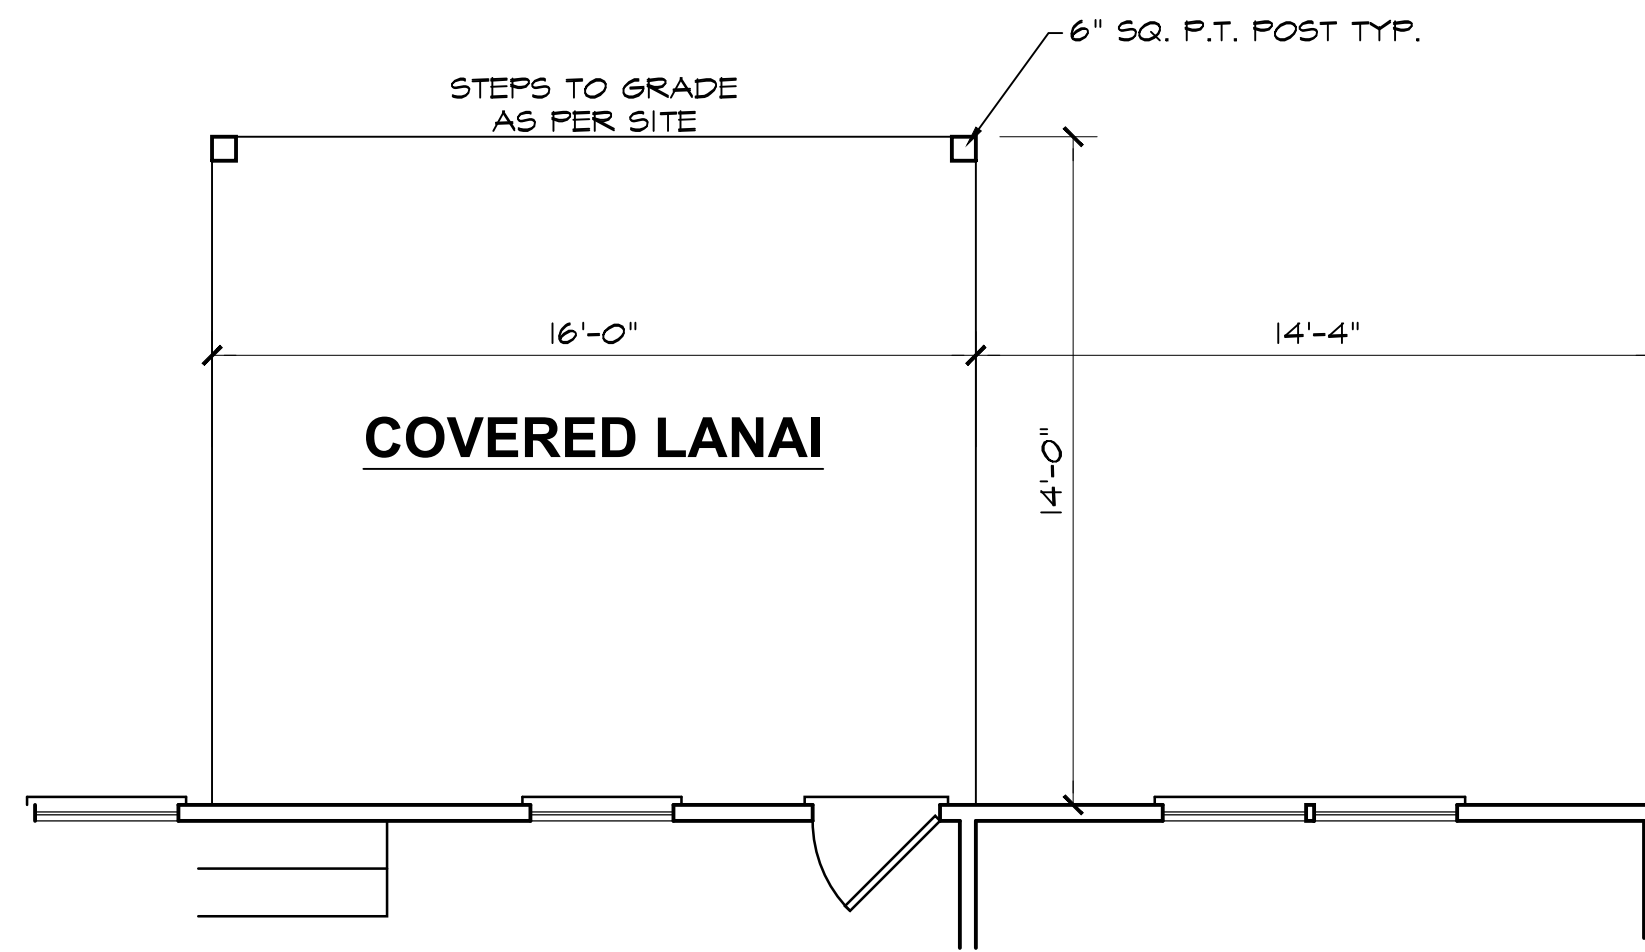 6" SQ. P.T. POST TYP.
STEPS TO GRADE
AS PER SITE
16'-0"
14'-4"
COVERED LANAI
14'-0"